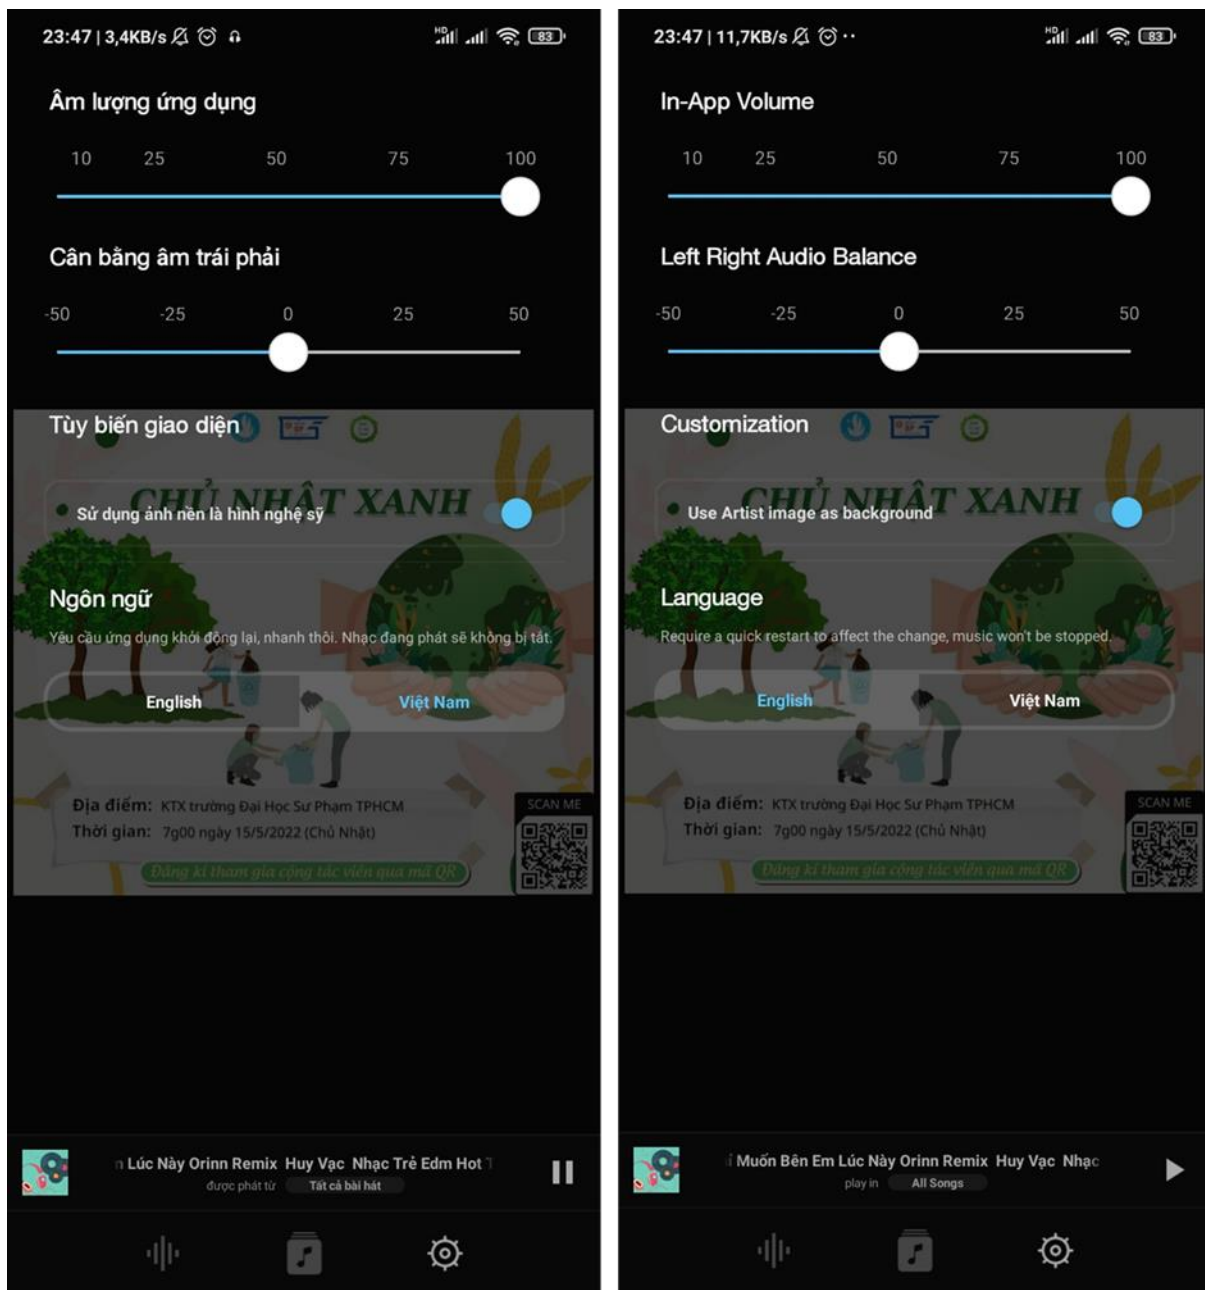 23:47 | 3,4KB/s
HD
83
Âm lượng ứng dụng
10 25 50 75 100
Cân bằng âm trái phải
-50 -25 0 25 50
Tùy biến giao diện
CHỦ NHẬT XANH
Sử dụng ảnh nền là hình nghệ sỹ
Ngôn ngữ
Yêu cầu ứng dụng khởi động lại, nhanh thôi. Nhạc đang phát sẽ không bị tắt.
English Việt Nam
Địa điểm: KTX trường Đại Học Sư Phạm TPHCM
SCAN ME
Thời gian: 7g00 ngày 15/5/2022 (Chủ Nhật)
Đăng kí tham gia cộng tác viên qua mã QR
Lúc Này Orinn Remix Huy Vạc Nhạc Trẻ Edm Hot
được phát từ Tất cả bài hát
23:47 | 11,7KB/s
HD
83
In-App Volume
10 25 50 75 100
Left Right Audio Balance
-50 -25 0 25 50
Customization
CHỦ NHẬT XANH
Use Artist image as background
Language
Require a quick restart to affect the change, music won't be stopped.
English Việt Nam
Địa điểm: KTX trường Đại Học Sư Phạm TPHCM
SCAN ME
Thời gian: 7g00 ngày 15/5/2022 (Chủ Nhật)
Đăng kí tham gia cộng tác viên qua mã QR
Muốn Bên Em Lúc Này Orinn Remix Huy Vạc Nhạc
play in All Songs